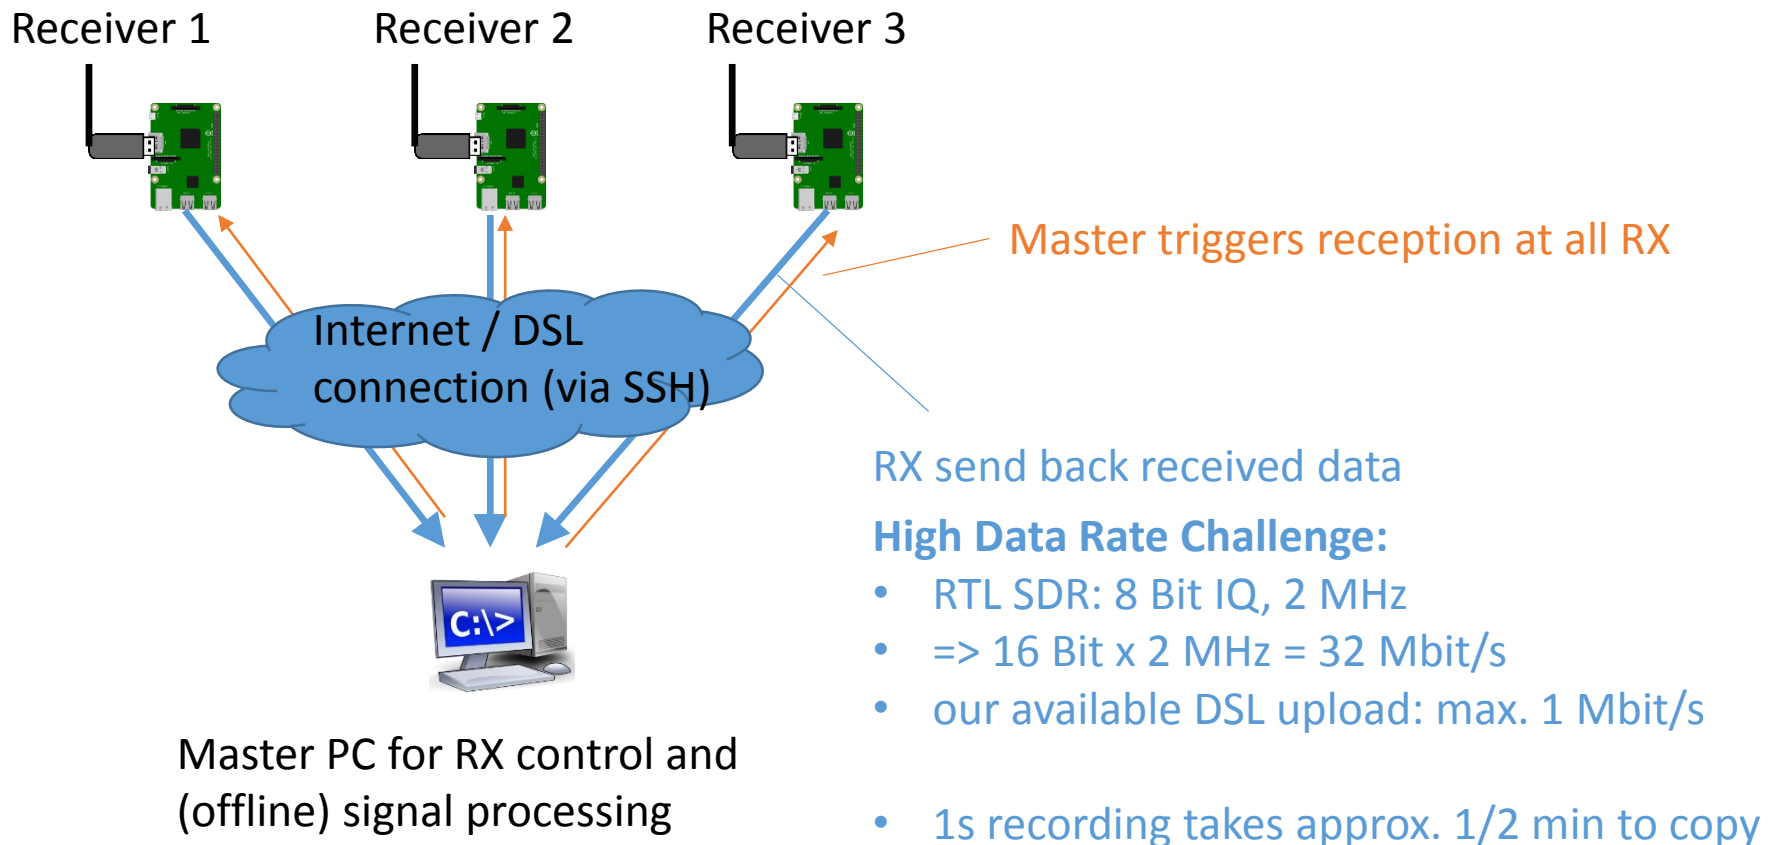 Receiver 1
Receiver 2
Receiver 3
Master triggers reception at all RX
Internet / DSL
connection (via SSH)
RX send back received data
High Data Rate Challenge:
• RTL SDR: 8 Bit IQ, 2 MHz
• => 16 Bit x 2 MHz = 32 Mbit/s
• our available DSL upload: max. 1 Mbit/s
• 1s recording takes approx. 1/2 min to copy
C:\>
Master PC for RX control and
(offline) signal processing